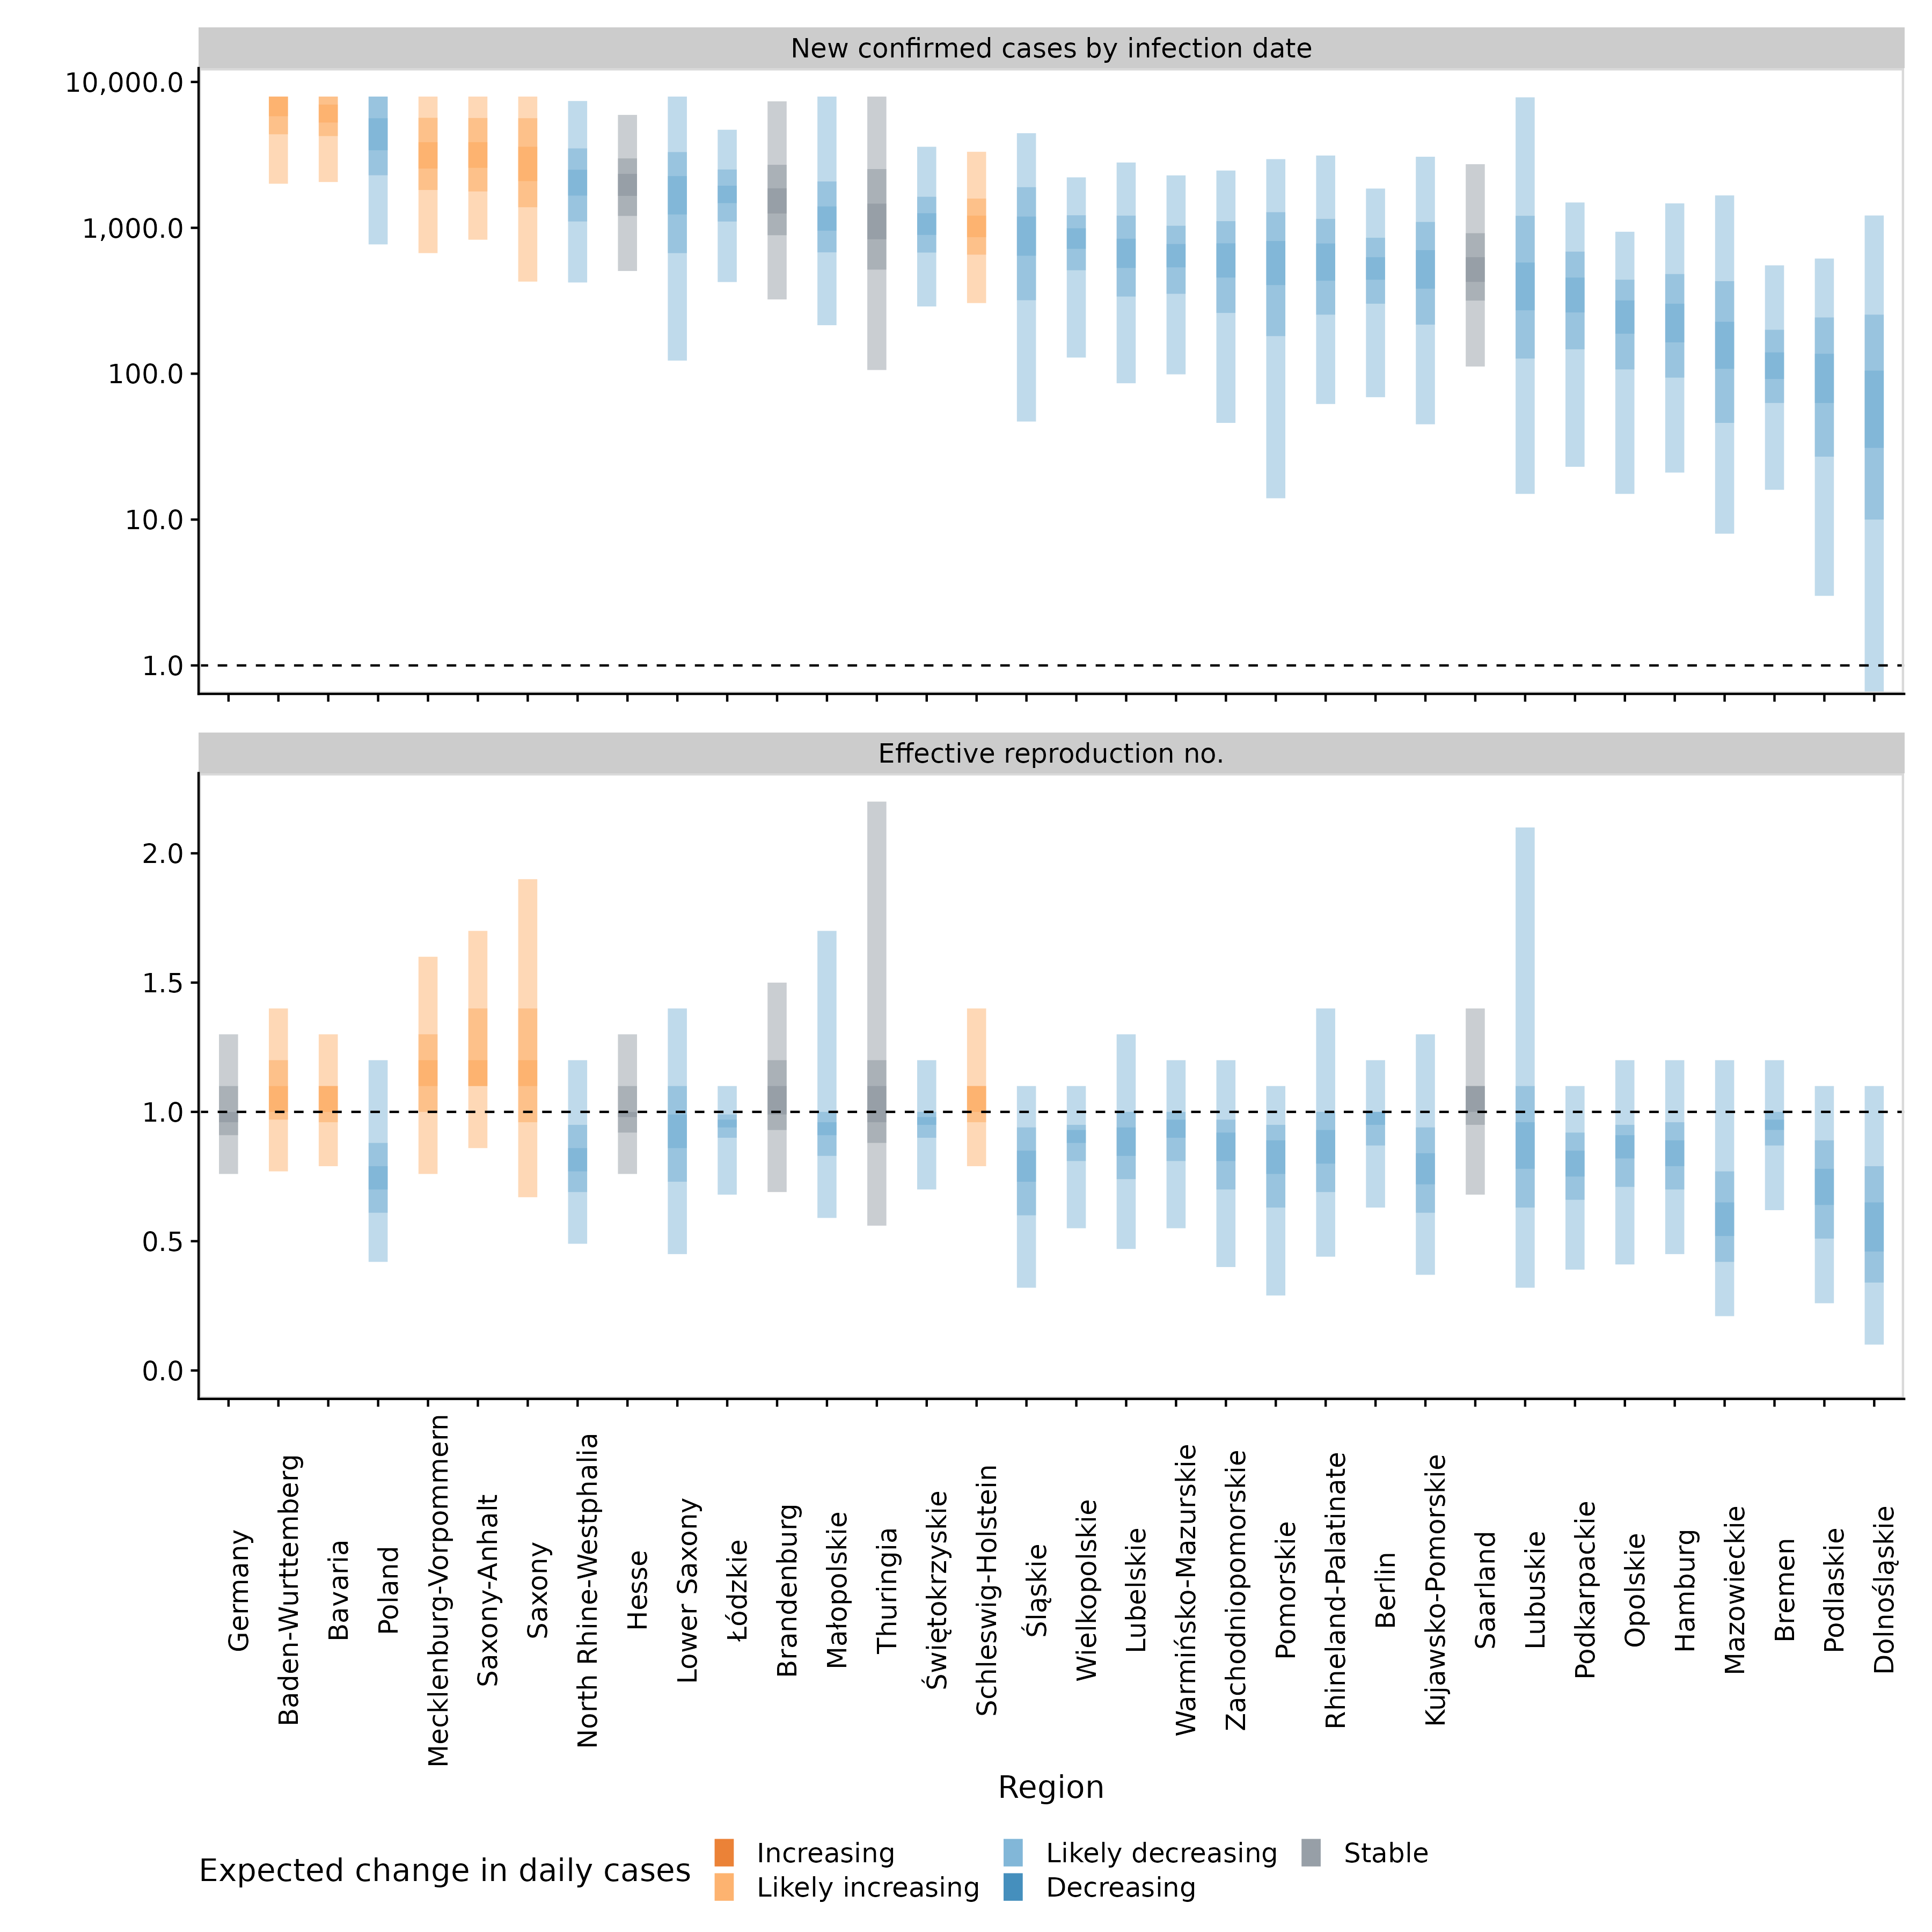 New confirmed cases by infection date
10,000.0
1,000.0
100.0
10.0
1.0
Effective reproduction no.
2.0
1.5
1.0
0.5
0.0
Germany
Baden-Wurttemberg
Bavaria
Poland
Mecklenburg-Vorpommern
Saxony-Anhalt
Saxony
North Rhine-Westphalia
Hesse
Lower Saxony
Łódzkie
Brandenburg
Małopolskie
Thuringia
Świętokrzyskie
Schleswig-Holstein
Śląskie
Wielkopolskie
Lubelskie
Warmińsko-Mazurskie
Zachodniopomorskie
Pomorskie
Rhineland-Palatinate
Berlin
Kujawsko-Pomorskie
Saarland
Lubuskie
Podkarpackie
Opolskie
Hamburg
Mazowieckie
Bremen
Podlaskie
Dolnośląskie
Region
Expected change in daily cases
Increasing
Likely increasing
Likely decreasing
Decreasing
Stable